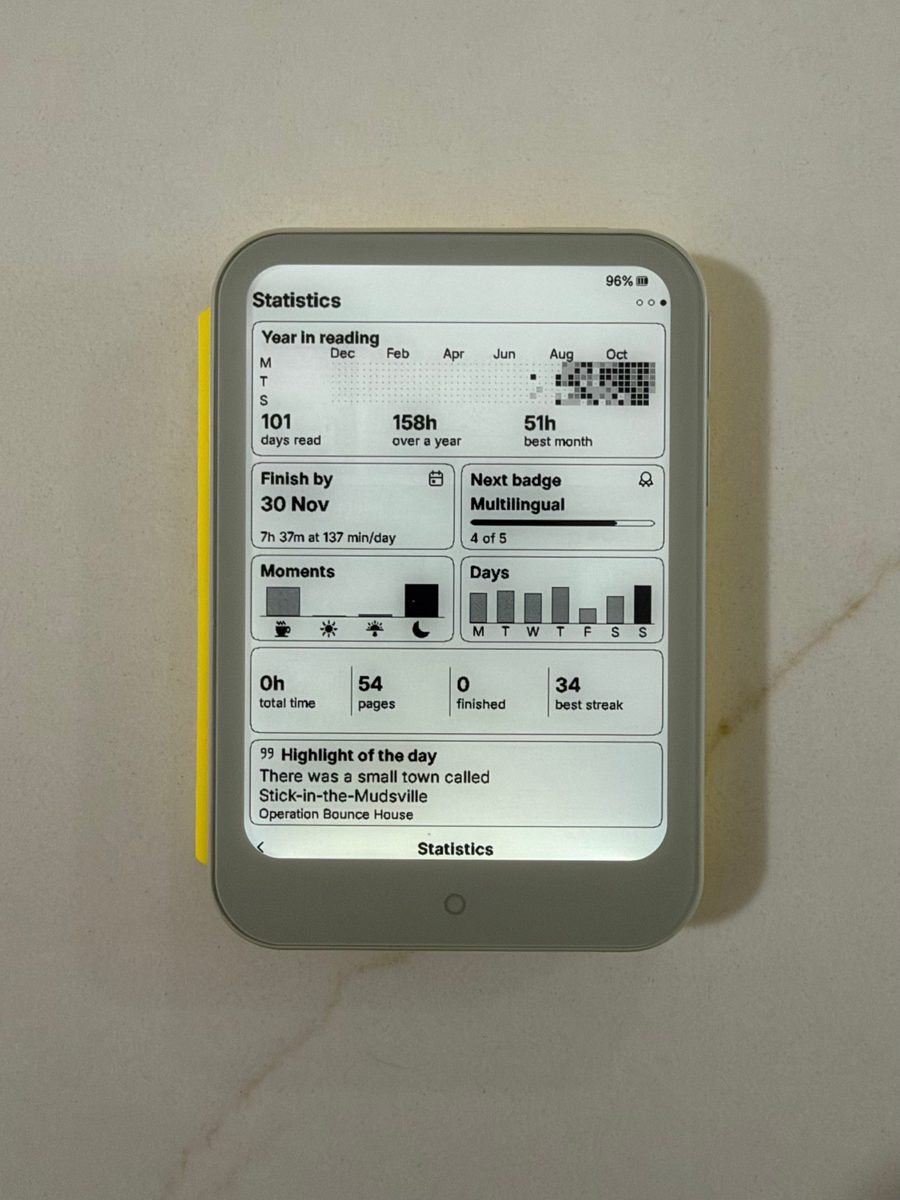 96%
Statistics
Year in reading
Dec Feb Apr Jun Aug Oct
M
T
S
101 158h 51h
days read over a year best month
Finish by
30 Nov
7h 37m at 137 min/day
Next badge
Multilingual
4 of 5
Moments
Days
M T W T F S S
0h 54 0 34
total time pages finished best streak
99 Highlight of the day
There was a small town called
Stick-in-the-Mudsville
Operation Bounce House
< Statistics